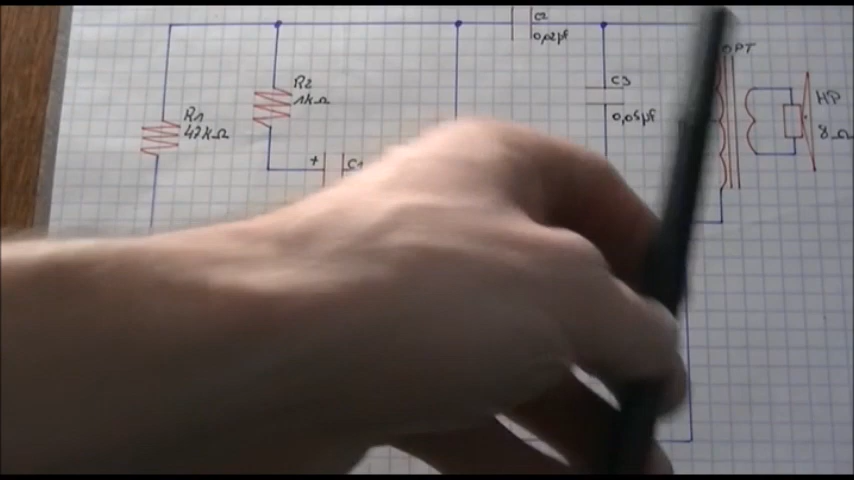 C2
0,02µf
OPT
R2
1kΩ
C3
HP
R1
47kΩ
0,05µf
8Ω
+
C1